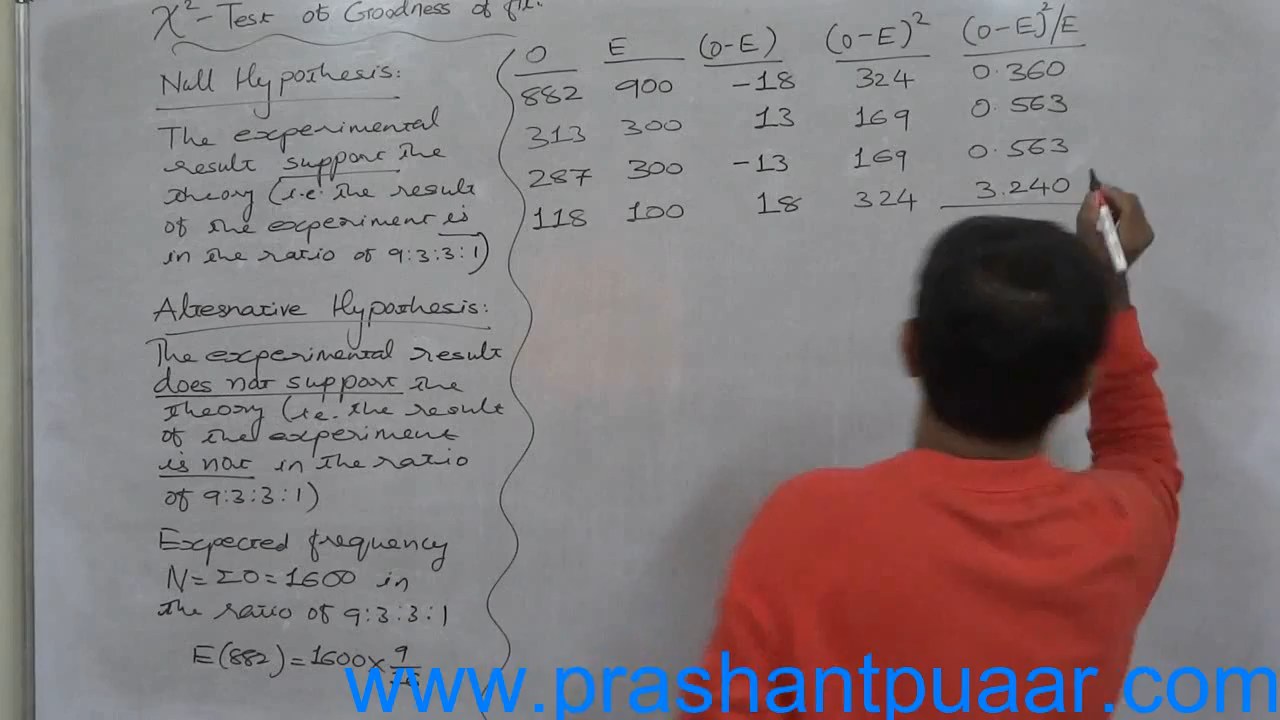 χ²-Test of Goodness of fit.
Null Hypothesis:
The experimental
result support the
theory (i.e. the result
of the experiment is
in the ratio of 9:3:3:1)
Alternative Hypothesis:
The experimental result
does not support the
theory (i.e. the result
of the experiment
is not in the ratio
of 9:3:3:1)
Expected frequency
N = ΣO = 1600 in
the ratio of 9:3:3:1
E(882) = 1600 × 9
O E (O-E) (O-E)² (O-E)²/E
882 900 -18 324 0.360
313 300 13 169 0.563
287 300 -13 169 0.563
118 100 18 324 3.240
www.prashantpuaar.com